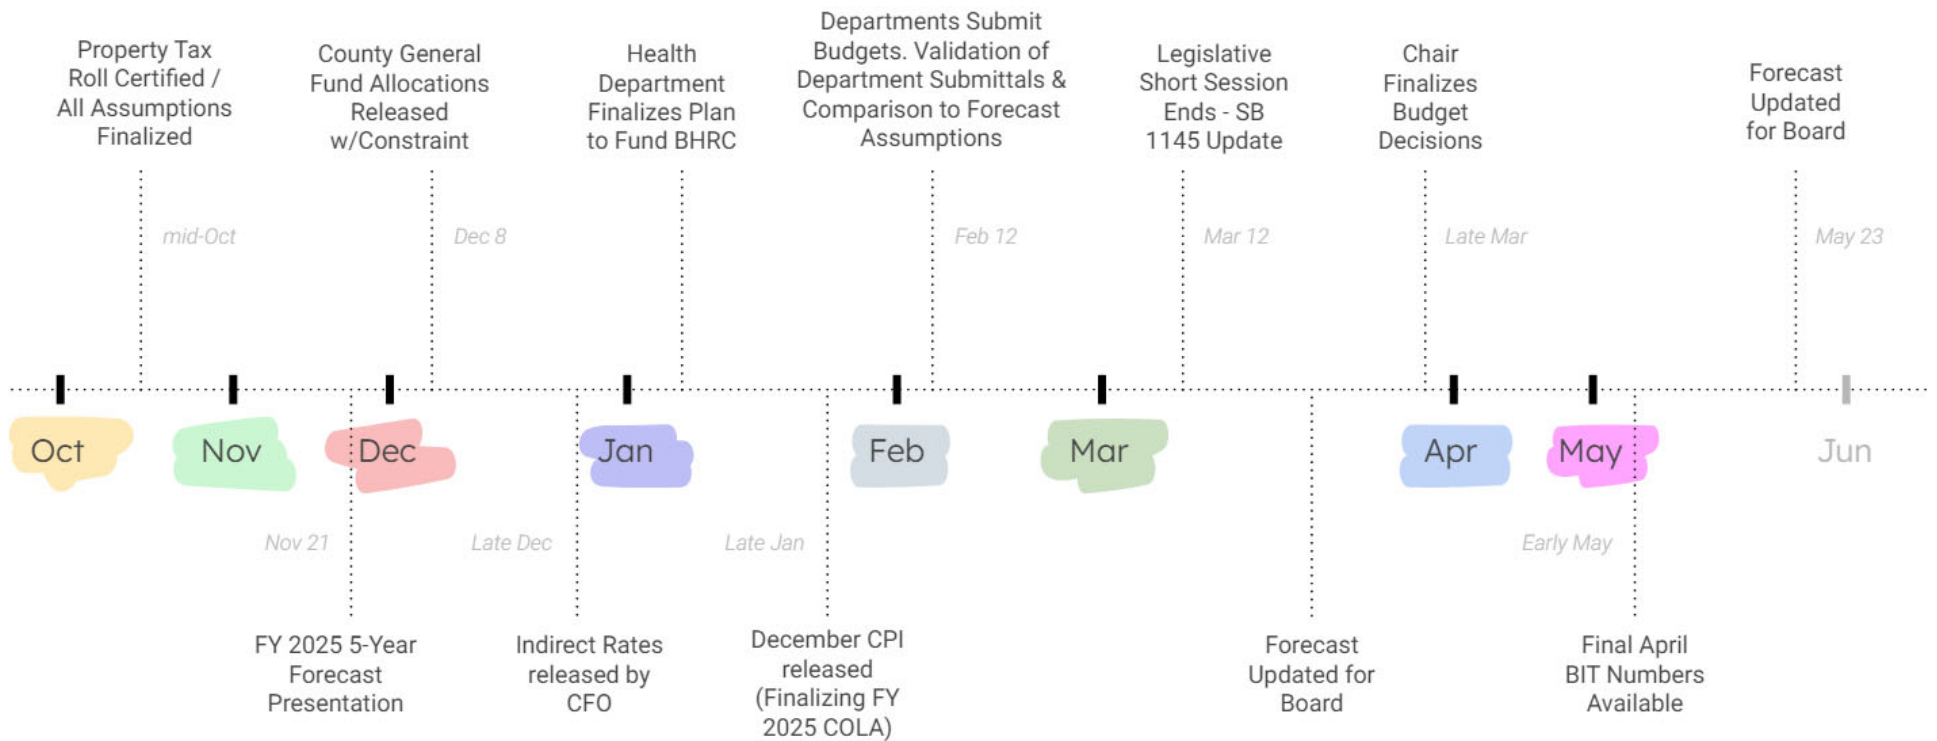 Property Tax
Roll Certified /
All Assumptions
Finalized
County General
Fund Allocations
Released
w/Constraint
Health
Department
Finalizes Plan
to Fund BHRC
Departments Submit
Budgets. Validation of
Department Submittals &
Comparison to Forecast
Assumptions
Legislative
Short Session
Ends - SB
1145 Update
Chair
Finalizes
Budget
Decisions
Forecast
Updated
for Board
mid-Oct
Dec 8
Feb 12
Mar 12
Late Mar
May 23
Oct
Nov
Dec
Jan
Feb
Mar
Apr
May
Jun
Nov 21
Late Dec
Late Jan
Early May
FY 2025 5-Year
Forecast
Presentation
Indirect Rates
released by
CFO
December CPI
released
(Finalizing FY
2025 COLA)
Forecast
Updated for
Board
Final April
BIT Numbers
Available